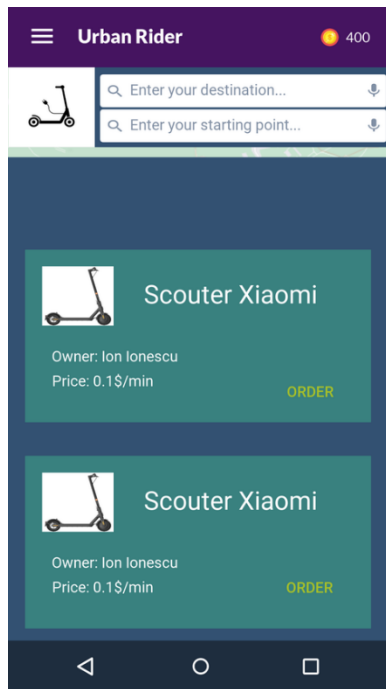 Urban Rider
400
Enter your destination...
Enter your starting point...
Scouter Xiaomi
Owner: Ion Ionescu
Price: 0.1$/min
ORDER
Scouter Xiaomi
Owner: Ion Ionescu
Price: 0.1$/min
ORDER